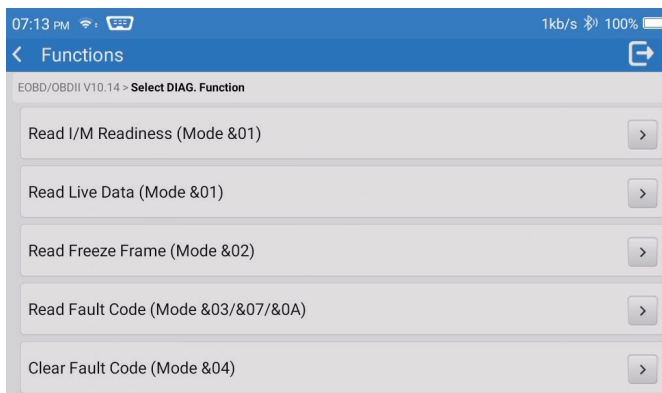 07:13 PM 1kb/s 100%
Functions
EOBD/OBDII V10.14 > Select DIAG. Function
Read I/M Readiness (Mode &01)
Read Live Data (Mode &01)
Read Freeze Frame (Mode &02)
Read Fault Code (Mode &03/&07/&0A)
Clear Fault Code (Mode &04)